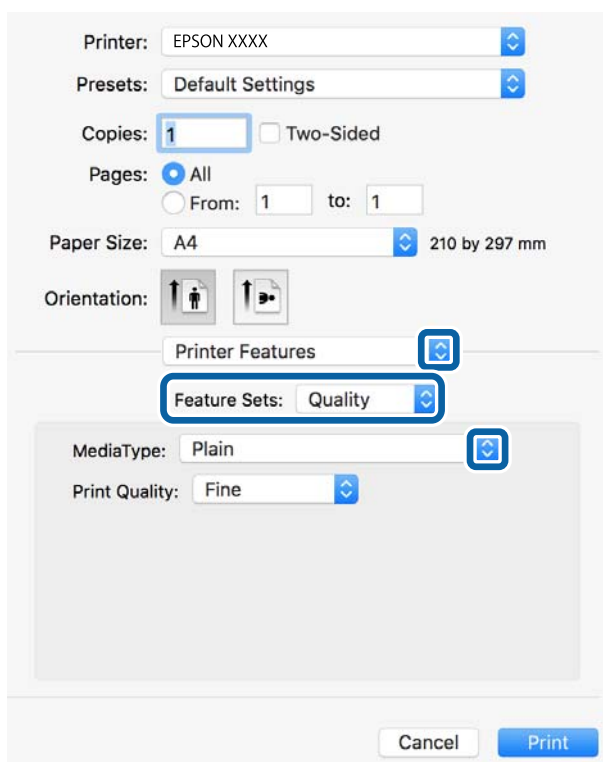 Printer: EPSON XXXX
Presets: Default Settings
Copies: 1 Two-Sided
Pages: All
From: 1 to: 1
Paper Size: A4 210 by 297 mm
Orientation:
Printer Features
Feature Sets: Quality
MediaType: Plain
Print Quality: Fine
Cancel Print